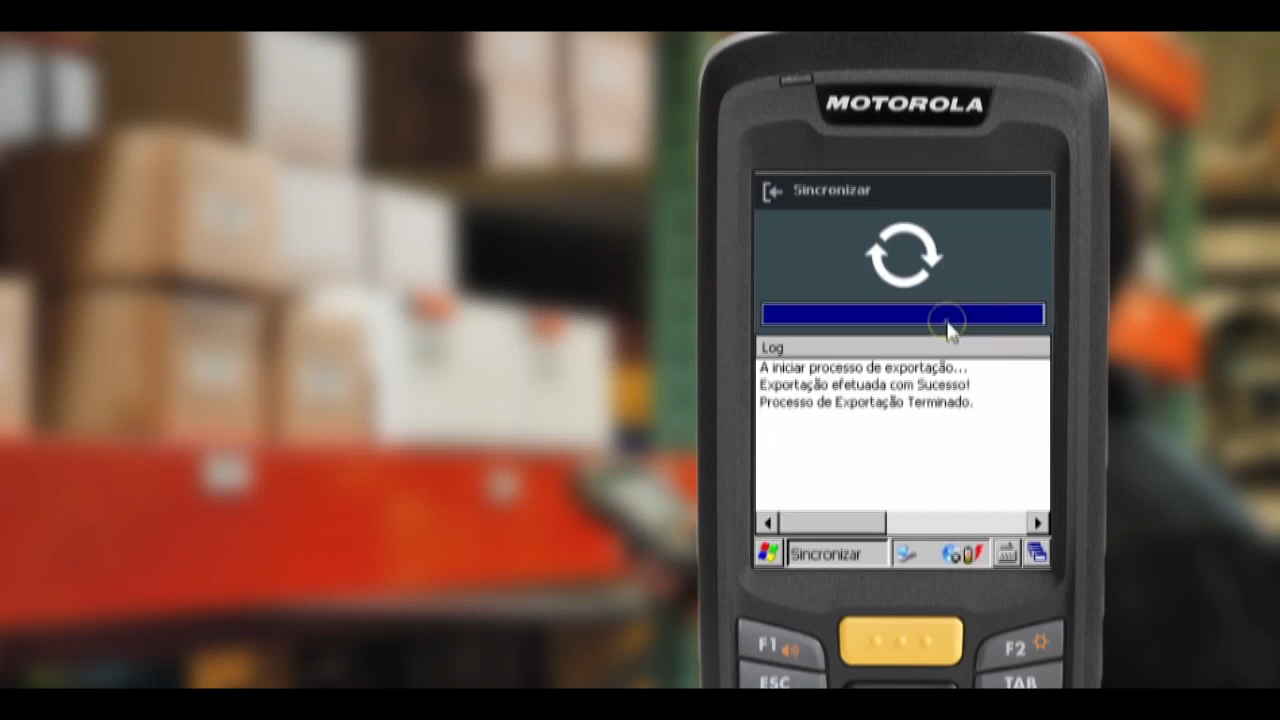 MOTOROLA
Sincronizar
Log
A iniciar processo de exportação...
Exportação efetuada com Sucesso!
Processo de Exportação Terminado.
Sincronizar
F1
F2
ESC
TAB